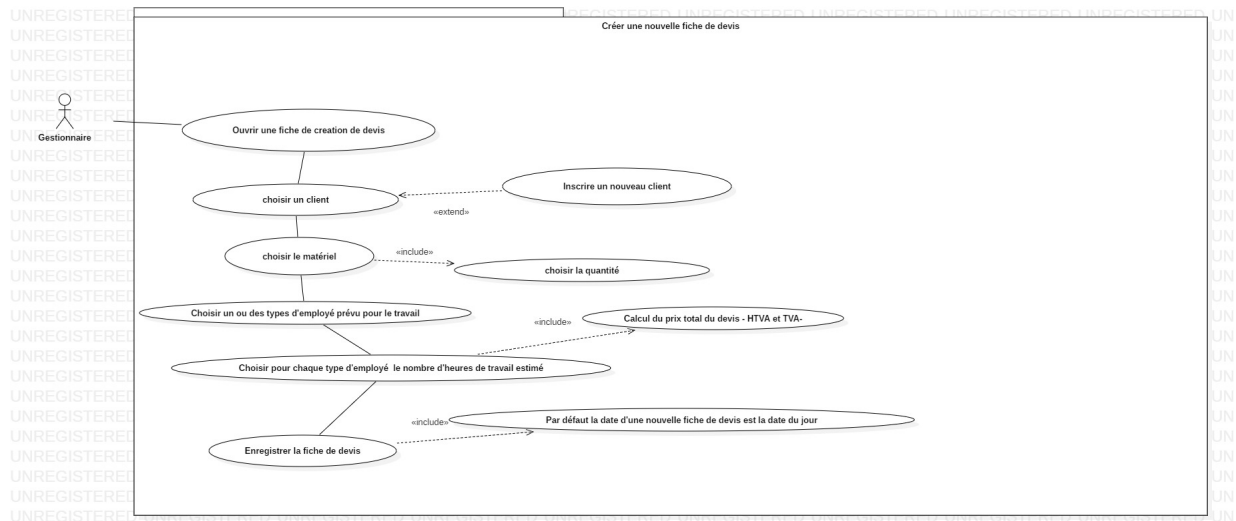 Créer une nouvelle fiche de devis
Gestionnaire
Ouvrir une fiche de creation de devis
choisir un client
Inscrire un nouveau client
«extend»
choisir le matériel
«include»
choisir la quantité
Choisir un ou des types d'employé prévu pour le travail
«include»
Calcul du prix total du devis - HTVA et TVA-
Choisir pour chaque type d'employé le nombre d'heures de travail estimé
«include»
Par défaut la date d'une nouvelle fiche de devis est la date du jour
Enregistrer la fiche de devis
UNREGISTERED